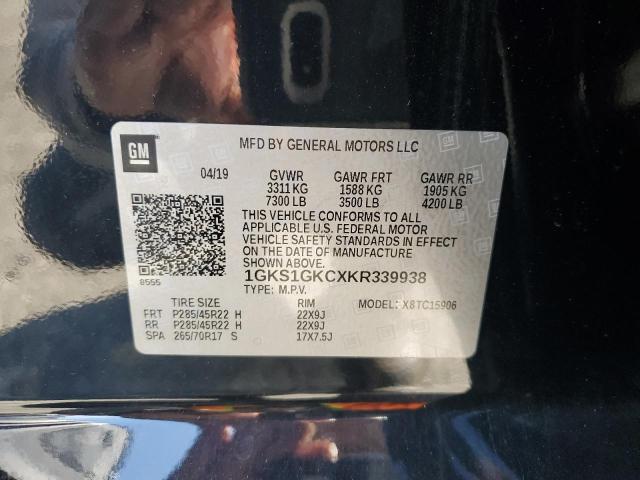 GM
MFD BY GENERAL MOTORS LLC
04/19 GVWR GAWR FRT GAWR RR
3311 KG 1588 KG 1905 KG
7300 LB 3500 LB 4200 LB
THIS VEHICLE CONFORMS TO ALL
APPLICABLE U.S. FEDERAL MOTOR
VEHICLE SAFETY STANDARDS IN EFFECT
ON THE DATE OF MANUFACTURE
SHOWN ABOVE.
8555
1GKS1GKCXKR339938
TYPE: M.P.V. MODEL: X8TC15906
TIRE SIZE RIM
FRT P285/45R22 H 22X9J
RR P285/45R22 H 22X9J
SPA 265/70R17 S 17X7.5J